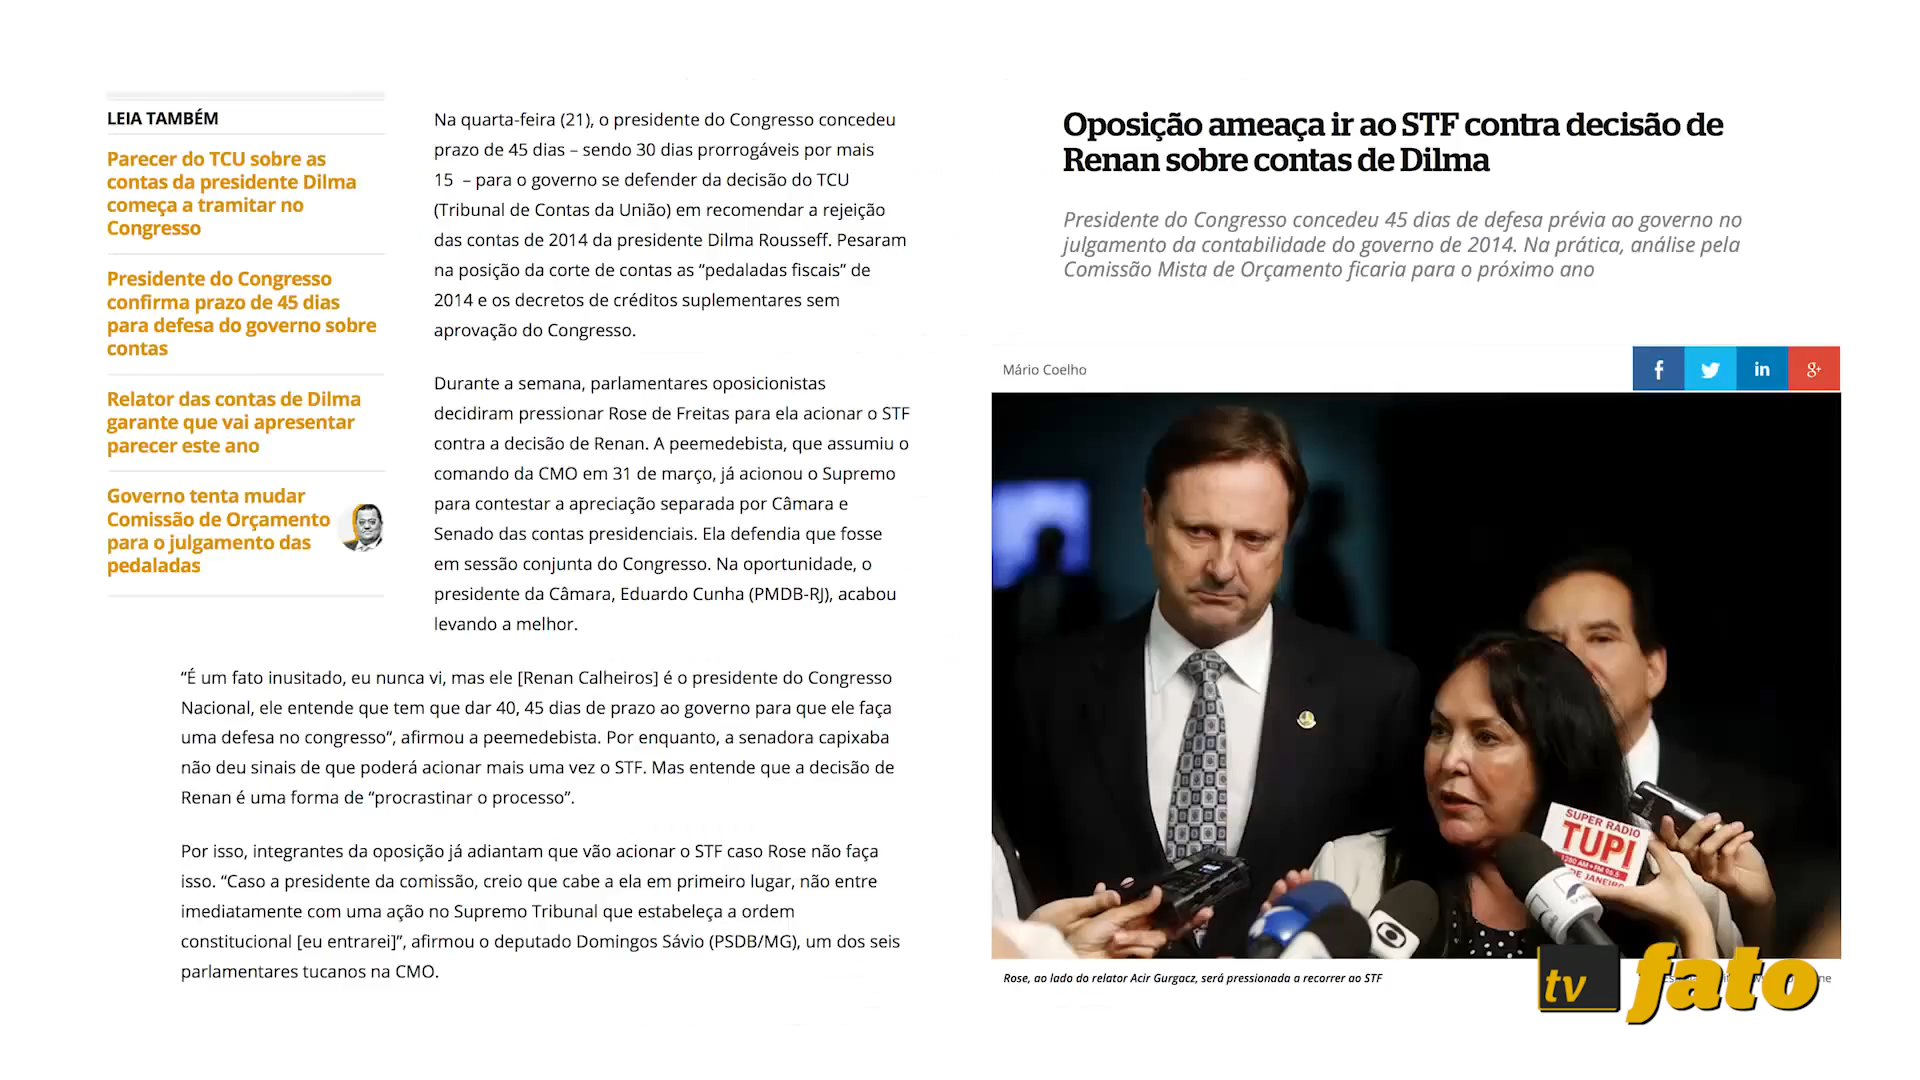 LEIA TAMBÉM
Parecer do TCU sobre as
contas da presidente Dilma
começa a tramitar no
Congresso
Presidente do Congresso
confirma prazo de 45 dias
para defesa do governo sobre
contas
Relator das contas de Dilma
garante que vai apresentar
parecer este ano
Governo tenta mudar
Comissão de Orçamento
para o julgamento das
pedaladas
Na quarta-feira (21), o presidente do Congresso concedeu
prazo de 45 dias – sendo 30 dias prorrogáveis por mais
15 – para o governo se defender da decisão do TCU
(Tribunal de Contas da União) em recomendar a rejeição
das contas de 2014 da presidente Dilma Rousseff. Pesaram
na posição da corte de contas as “pedaladas fiscais” de
2014 e os decretos de créditos suplementares sem
aprovação do Congresso.
Durante a semana, parlamentares oposicionistas
decidiram pressionar Rose de Freitas para ela acionar o STF
contra a decisão de Renan. A peemedebista, que assumiu o
comando da CMO em 31 de março, já acionou o Supremo
para contestar a apreciação separada por Câmara e
Senado das contas presidenciais. Ela defendia que fosse
em sessão conjunta do Congresso. Na oportunidade, o
presidente da Câmara, Eduardo Cunha (PMDB-RJ), acabou
levando a melhor.
“É um fato inusitado, eu nunca vi, mas ele [Renan Calheiros] é o presidente do Congresso
Nacional, ele entende que tem que dar 40, 45 dias de prazo ao governo para que ele faça
uma defesa no congresso“, afirmou a peemedebista. Por enquanto, a senadora capixaba
não deu sinais de que poderá acionar mais uma vez o STF. Mas entende que a decisão de
Renan é uma forma de “procrastinar o processo”.
Por isso, integrantes da oposição já adiantam que vão acionar o STF caso Rose não faça
isso. “Caso a presidente da comissão, creio que cabe a ela em primeiro lugar, não entre
imediatamente com uma ação no Supremo Tribunal que estabeleça a ordem
constitucional [eu entrarei]”, afirmou o deputado Domingos Sávio (PSDB/MG), um dos seis
parlamentares tucanos na CMO.
Oposição ameaça ir ao STF contra decisão de
Renan sobre contas de Dilma
Presidente do Congresso concedeu 45 dias de defesa prévia ao governo no
julgamento da contabilidade do governo de 2014. Na prática, análise pela
Comissão Mista de Orçamento ficaria para o próximo ano
Mário Coelho
f in g+
SUPER RADIO
TUPI
1280 AM • FM 96.5
DE JANEIRO
Rose, ao lado do relator Acir Gurgacz, será pressionada a recorrer ao STF
tv fato